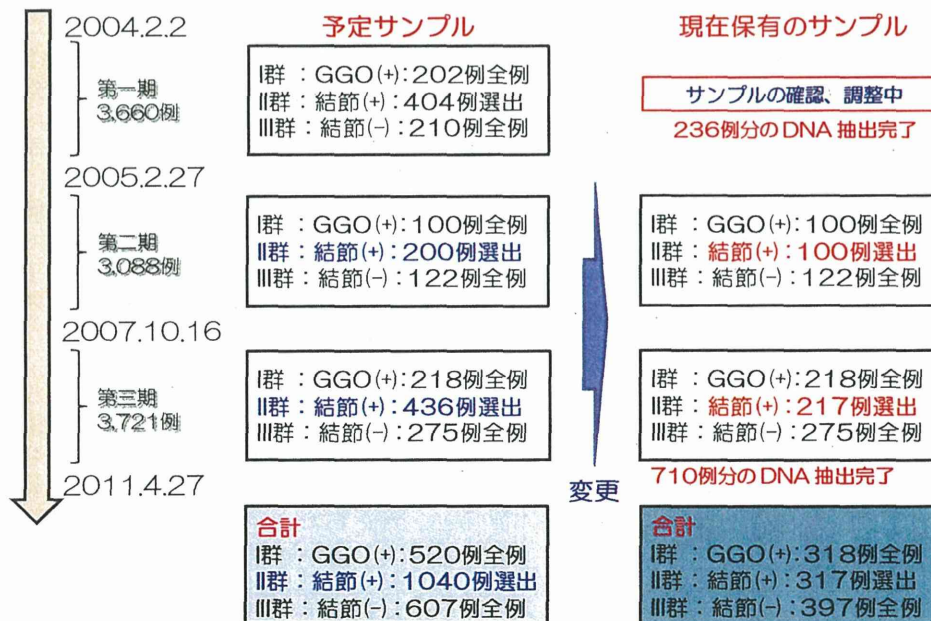 2004.2.2
第一期
3,660例
2005.2.27
第二期
3,088例
2007.10.16
第三期
3,721例
2011.4.27
予定サンプル
I群 : GGO(+):202例全例
II群 : 結節(+):404例選出
III群 : 結節(-):210例全例
I群 : GGO(+):100例全例
II群 : 結節(+):200例選出
III群 : 結節(-):122例全例
I群 : GGO(+):218例全例
II群 : 結節(+):436例選出
III群 : 結節(-):275例全例
合計
I群 : GGO(+):520例全例
II群 : 結節(+):1040例選出
III群 : 結節(-):607例全例
変更
現在保有のサンプル
サンプルの確認、調整中
236例分のDNA 抽出完了
I群 : GGO(+):100例全例
II群 : 結節(+):100例選出
III群 : 結節(-):122例全例
I群 : GGO(+):218例全例
II群 : 結節(+):217例選出
III群 : 結節(-):275例全例
710例分のDNA 抽出完了
合計
I群 : GGO(+):318例全例
II群 : 結節(+):317例選出
III群 : 結節(-):397例全例